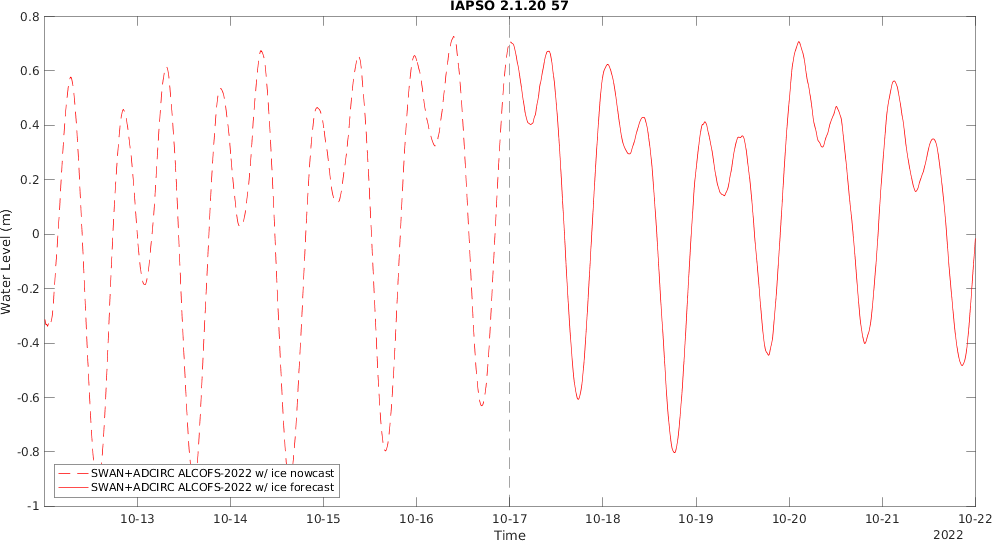 IAPSO 2.1.20 57
0.8
0.6
0.4
0.2
0
-0.2
-0.4
-0.6
-0.8
-1
Water Level (m)
SWAN+ADCIRC ALCOFS-2022 w/ ice nowcast
SWAN+ADCIRC ALCOFS-2022 w/ ice forecast
10-13 10-14 10-15 10-16 10-17 10-18 10-19 10-20 10-21 10-22
Time
2022